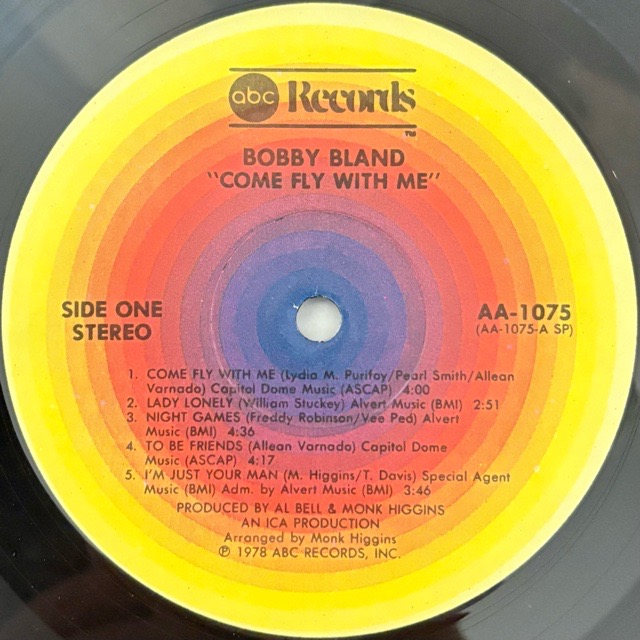 abc Records
TM
BOBBY BLAND
"COME FLY WITH ME"
SIDE ONE
STEREO
AA-1075
(AA-1075-A SP)
1. COME FLY WITH ME (Lydia M. Purifoy/Pearl Smith/Allean
Varnado) Capitol Dome Music (ASCAP) 4:00
2. LADY LONELY (William Stuckey) Alvert Music (BMI) 2:51
3. NIGHT GAMES (Freddy Robinson/Vee Ped) Alvert
Music (BMI) 4:36
4. TO BE FRIENDS (Allean Varnado) Capitol Dome
Music (ASCAP) 4:17
5. I'M JUST YOUR MAN (M. Higgins/T. Davis) Special Agent
Music (BMI) Adm. by Alvert Music (BMI) 3:46
PRODUCED BY AL BELL & MONK HIGGINS
AN ICA PRODUCTION
Arranged by Monk Higgins
℗ 1978 ABC RECORDS, INC.